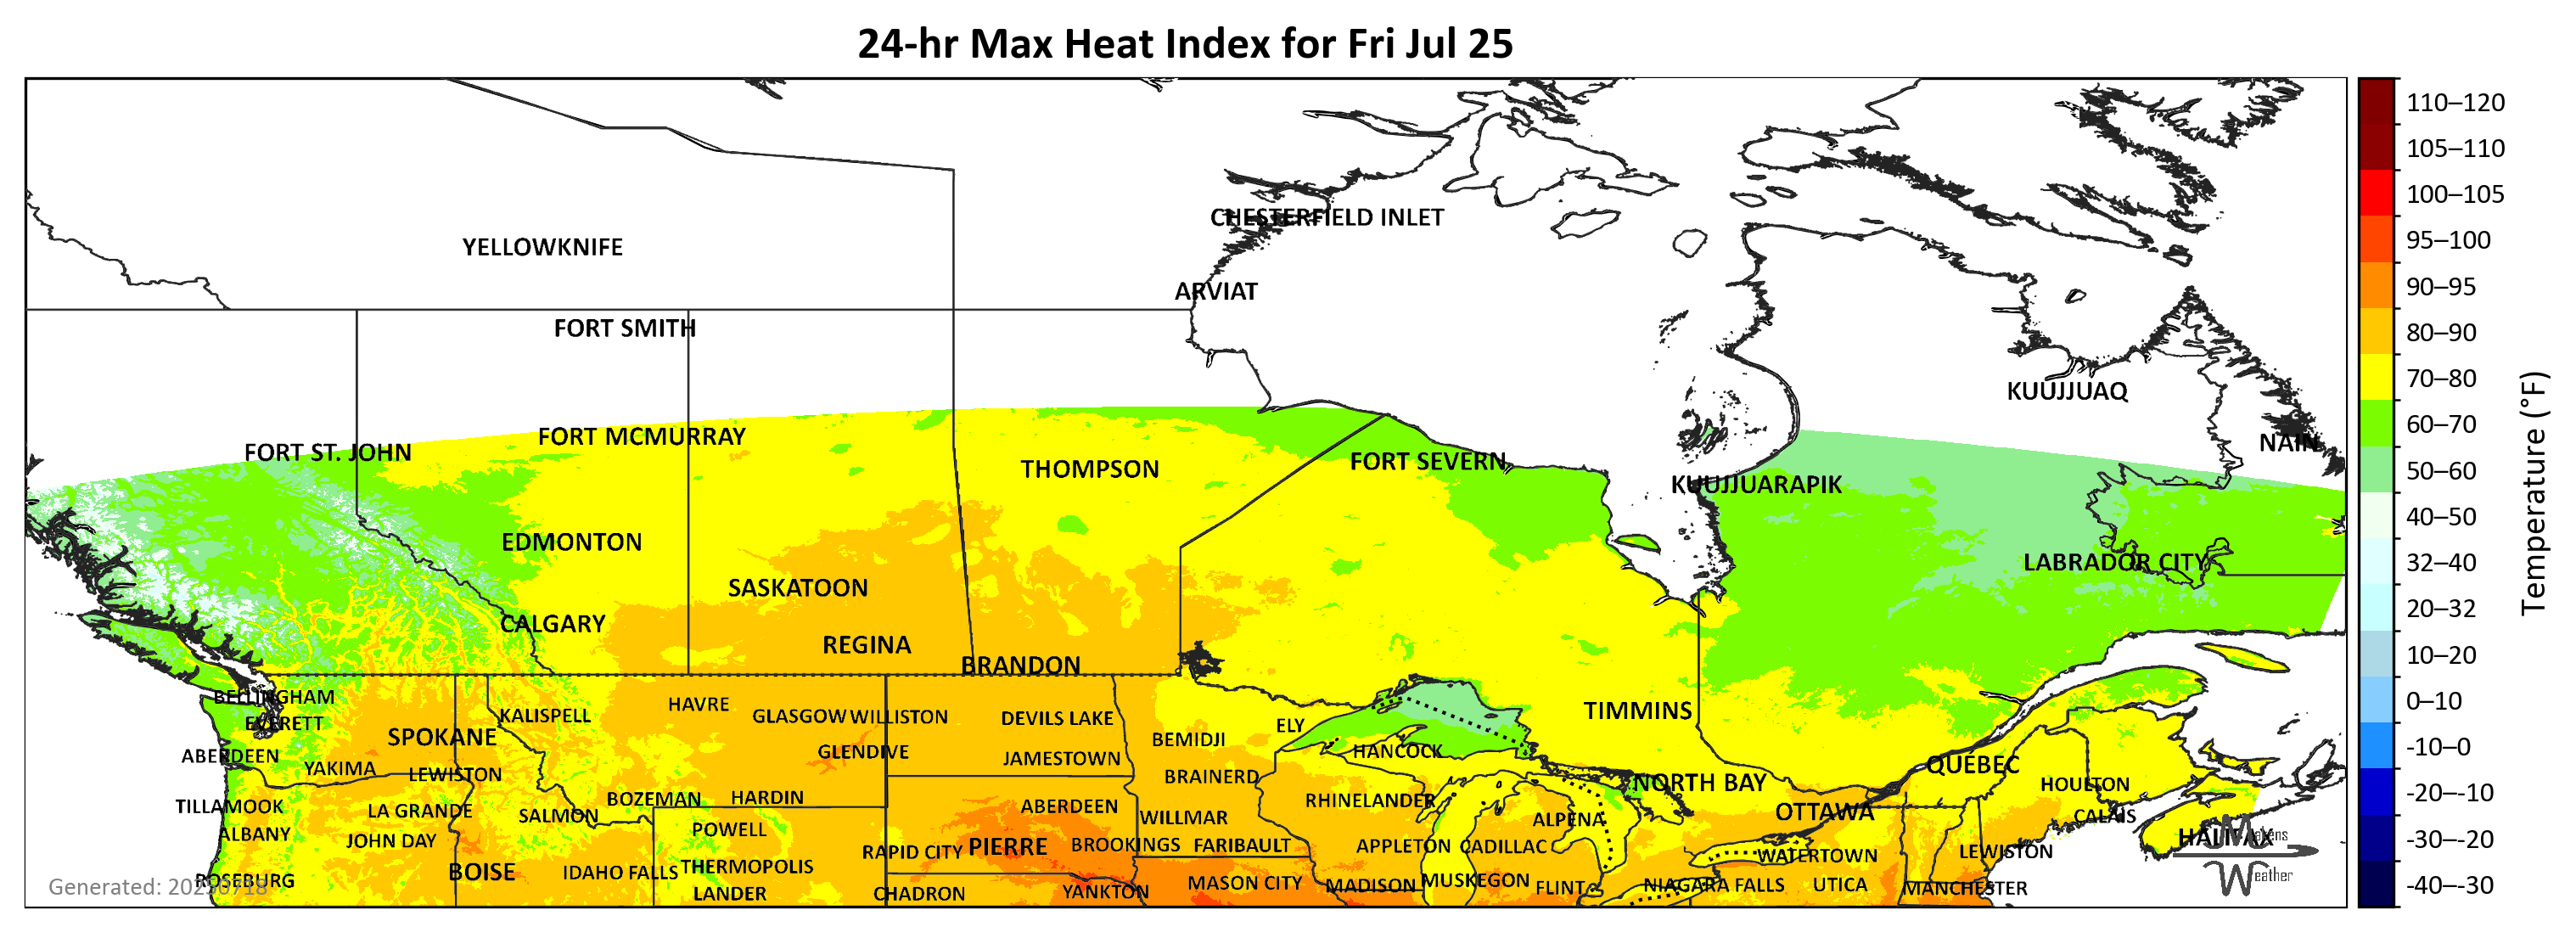 24-hr Max Heat Index for Fri Jul 25
CHESTERFIELD INLET
YELLOWKNIFE
ARVIAT
FORT SMITH
KUUJJUAQ
FORT MCMURRAY
NAIN
FORT ST. JOHN
FORT SEVERN
THOMPSON
KUUJJUARAPIK
EDMONTON
LABRADOR CITY
SASKATOON
CALGARY
REGINA
BRANDON
BELLINGHAM
HAVRE
TIMMINS
KALISPELL
GLASGOW
WILLISTON
DEVILS LAKE
EVERETT
ELY
SPOKANE
BEMIDJI
HANCOCK
GLENDIVE
ABERDEEN
JAMESTOWN
QUEBEC
YAKIMA
LEWISTON
BRAINERD
NORTH BAY
HOULTON
BOZEMAN
HARDIN
RHINELANDER
TILLAMOOK
LA GRANDE
ABERDEEN
OTTAWA
SALMON
WILLMAR
ALPENA
CALAIS
POWELL
ALBANY
HALIFAX
Makens
JOHN DAY
PIERRE
BROOKINGS
FARIBAULT
APPLETON
CADILLAC
RAPID CITY
LEWISTON
WATERTOWN
THERMOPOLIS
BOISE
IDAHO FALLS
Weather
ROSEBURG
MUSKEGON
MASON CITY
MADISON
NIAGARA FALLS
UTICA
FLINT
MANCHESTER
LANDER
CHADRON
YANKTON
Generated: 20250718
110–120
105–110
100–105
95–100
90–95
80–90
70–80
60–70
50–60
40–50
32–40
20–32
10–20
0–10
-10–0
-20–-10
-30–-20
-40–-30
Temperature (°F)